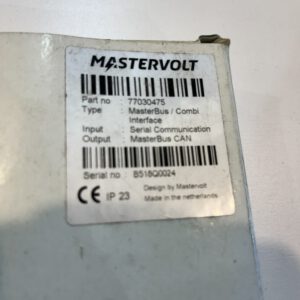 MASTERVOLT
Part no : 77030475
Type : MasterBus / Combi
Interface
Input : Serial Communication
Output : MasterBus CAN
Serial no : B518Q0024
CE IP 23 Design by Mastervolt
Made in the netherlands